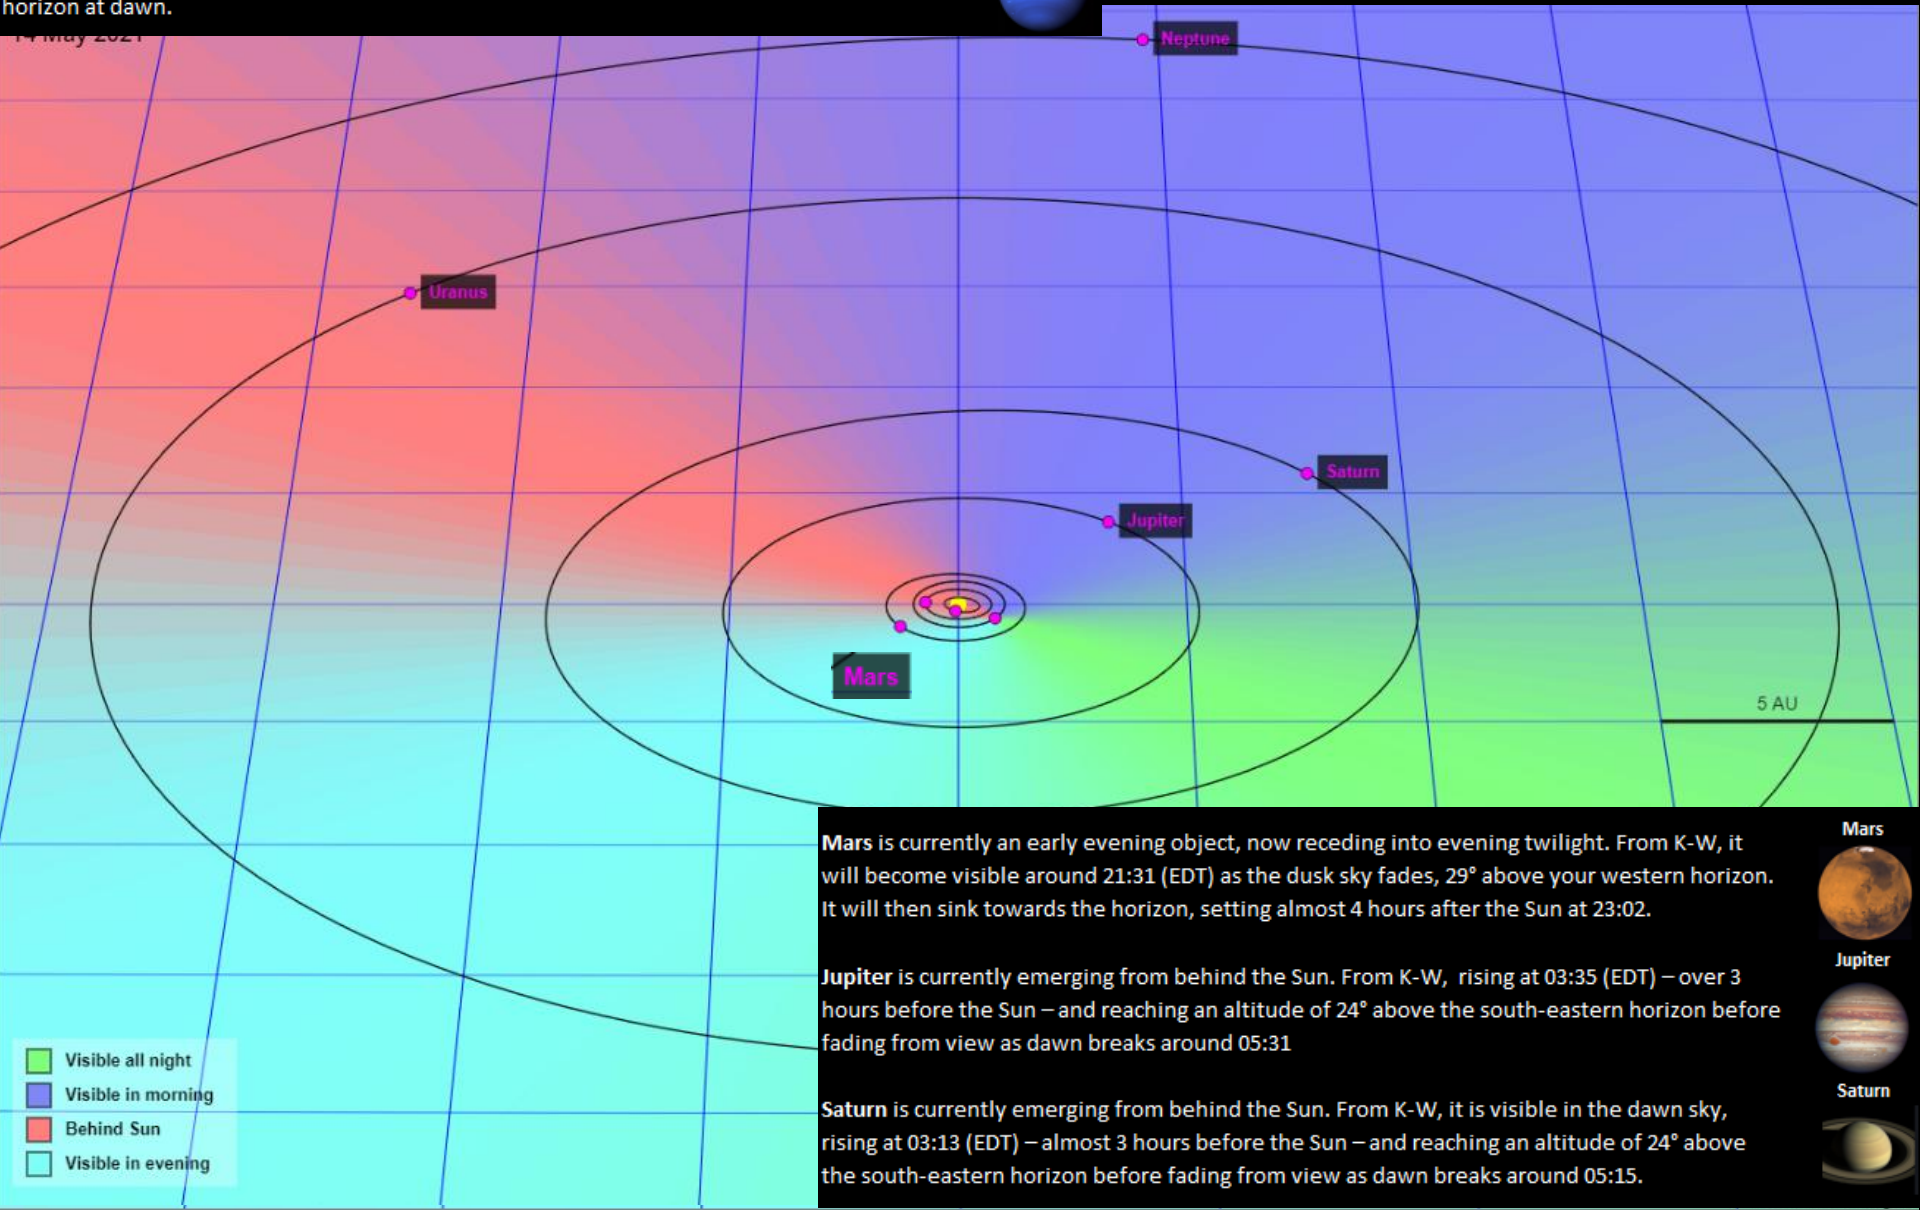 horizon at dawn.
14 May 2021
Neptune
Uranus
Saturn
Jupiter
Mars
5 AU
Mars is currently an early evening object, now receding into evening twilight. From K-W, it
will become visible around 21:31 (EDT) as the dusk sky fades, 29° above your western horizon.
It will then sink towards the horizon, setting almost 4 hours after the Sun at 23:02.
Mars
Jupiter is currently emerging from behind the Sun. From K-W, rising at 03:35 (EDT) – over 3
hours before the Sun – and reaching an altitude of 24° above the south-eastern horizon before
fading from view as dawn breaks around 05:31
Jupiter
Saturn is currently emerging from behind the Sun. From K-W, it is visible in the dawn sky,
rising at 03:13 (EDT) – almost 3 hours before the Sun – and reaching an altitude of 24° above
the south-eastern horizon before fading from view as dawn breaks around 05:15.
Saturn
Visible all night
Visible in morning
Behind Sun
Visible in evening